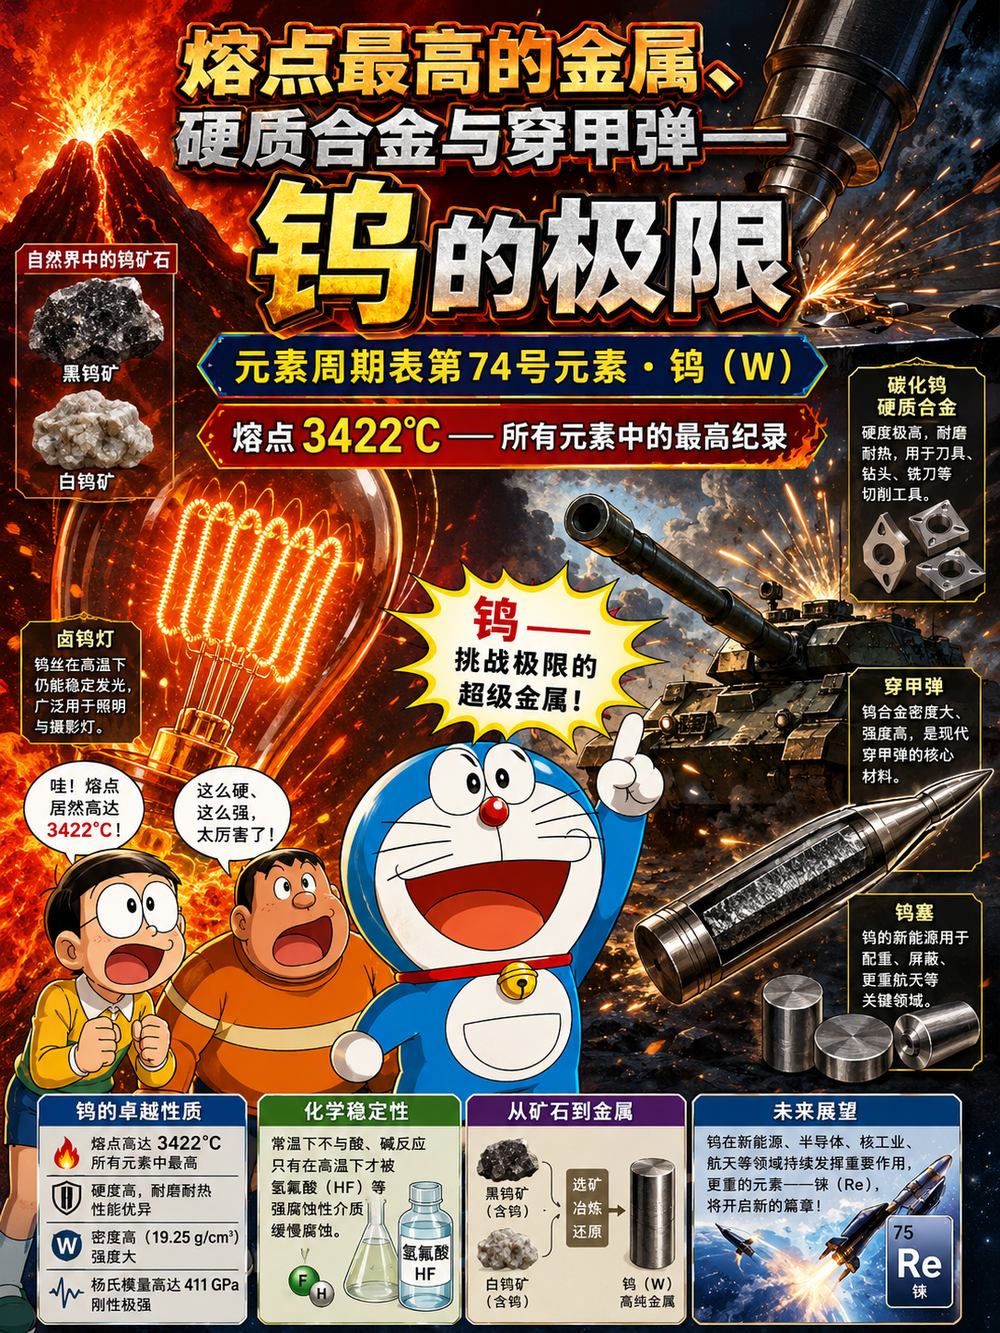 熔点最高的金属、
硬质合金与穿甲弹——
钨的极限
元素周期表第74号元素·钨（W）
熔点 3422℃ — 所有元素中的最高纪录
自然界中的钨矿石
黑钨矿
白钨矿
碳化钨
硬质合金
硬度极高，耐磨
耐热，用于刀具、
钻头、铣刀等
切削工具。
卤钨灯
钨丝在高温下
仍能稳定发光，
广泛用于照明
与摄影灯。
钨——
挑战极限的
超级金属！
穿甲弹
钨合金密度大、
强度高，是现代
穿甲弹的核心
材料。
哇！熔点
居然高达
3422℃！
这么硬、
这么强，
太厉害了！
钨塞
钨的新能源用于
配重、屏蔽、
更重航天等
关键领域。
钨的卓越性质
熔点高达 3422℃
所有元素中最高
硬度高，耐磨耐热
性能优异
W
密度高（19.25 g/cm³）
强度大
杨氏模量高达 411 GPa
刚性极强
化学稳定性
常温下不与酸、碱反应
只有在高温下才被
氢氟酸（HF）等
强腐蚀性介质
缓慢腐蚀。
F
H
氢氟酸
HF
从矿石到金属
黑钨矿
（含钨）
白钨矿
（含钨）
选矿
冶炼
还原
钨（W）
高纯金属
未来展望
钨在新能源、半导体、核工业、
航天等领域持续发挥重要作用，
更重的元素——铼（Re），
将开启新的篇章！
75
Re
铼